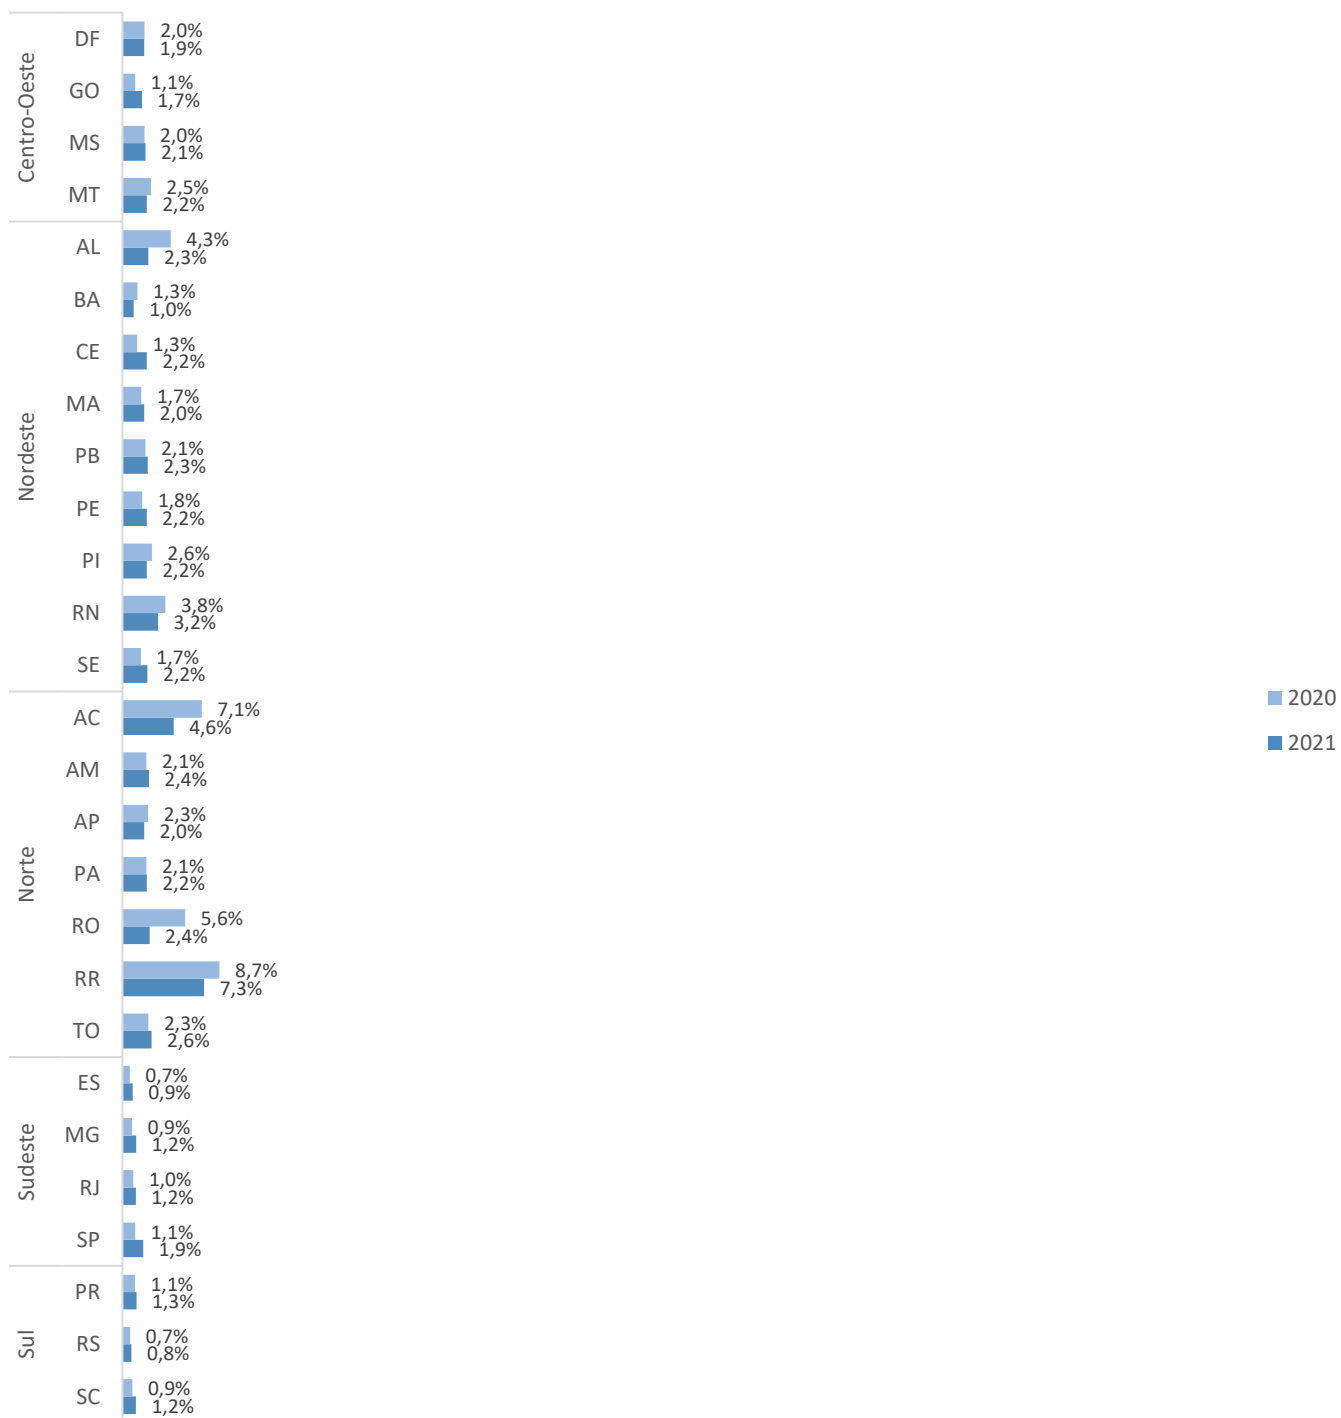 Centro-Oeste
DF
2,0%
1,9%
GO
1,1%
1,7%
MS
2,0%
2,1%
MT
2,5%
2,2%
Nordeste
AL
4,3%
2,3%
BA
1,3%
1,0%
CE
1,3%
2,2%
MA
1,7%
2,0%
PB
2,1%
2,3%
PE
1,8%
2,2%
PI
2,6%
2,2%
RN
3,8%
3,2%
SE
1,7%
2,2%
Norte
AC
7,1%
4,6%
AM
2,1%
2,4%
AP
2,3%
2,0%
PA
2,1%
2,2%
RO
5,6%
2,4%
RR
8,7%
7,3%
TO
2,3%
2,6%
Sudeste
ES
0,7%
0,9%
MG
0,9%
1,2%
RJ
1,0%
1,2%
SP
1,1%
1,9%
Sul
PR
1,1%
1,3%
RS
0,7%
0,8%
SC
0,9%
1,2%
2020
2021